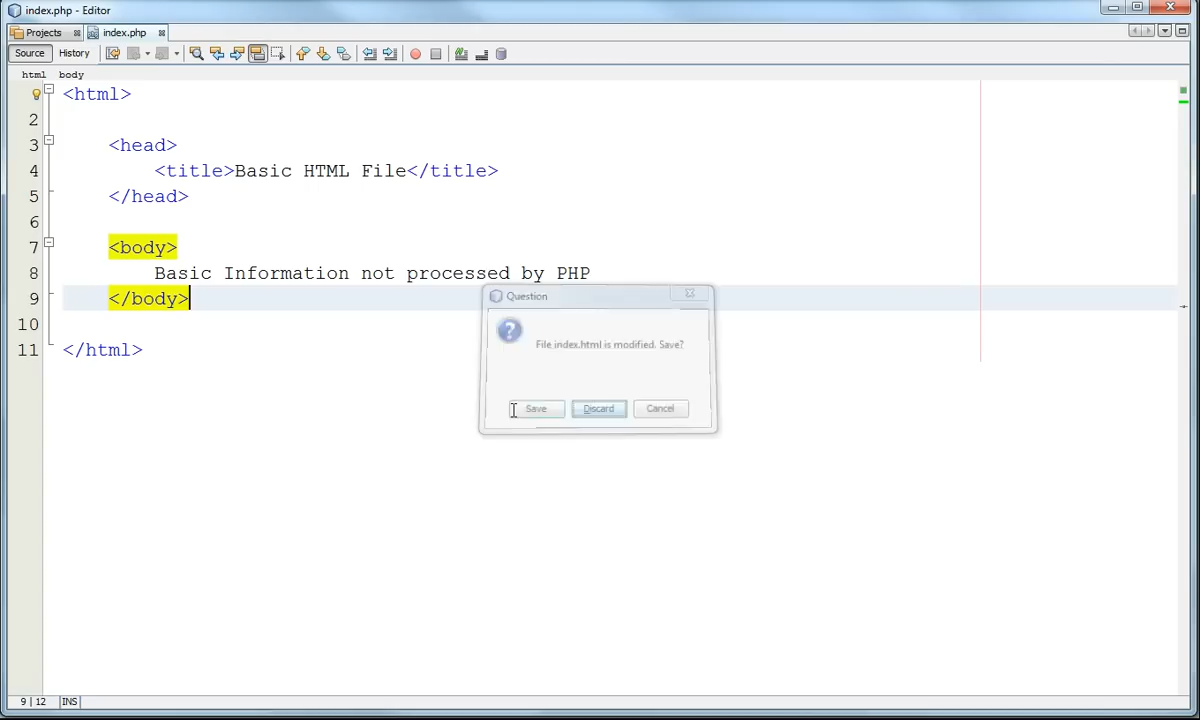 index.php - Editor
Projects
index.php
Source
History
html body
<html>
2
3 <head>
4 <title>Basic HTML File</title>
5 </head>
6
7 <body>
8 Basic Information not processed by PHP
9 </body>
10
11 </html>
Question
File index.html is modified. Save?
Save
Discard
Cancel
9 | 12 INS